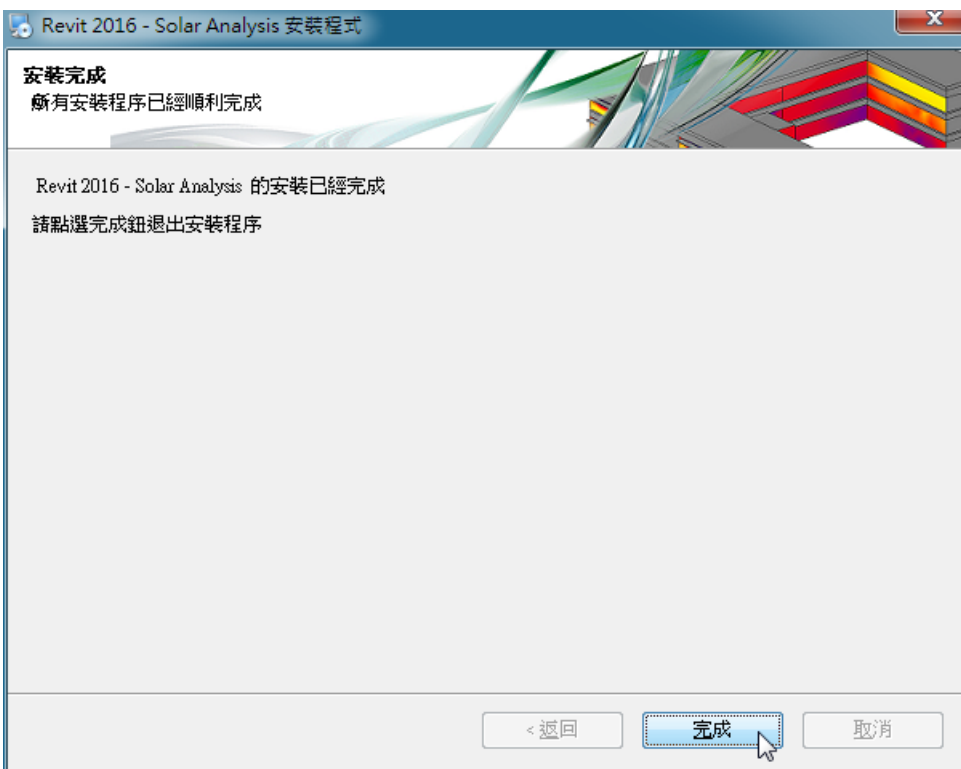 Revit 2016 - Solar Analysis 安裝程式
安裝完成
所有安裝程序已經順利完成
Revit 2016 - Solar Analysis 的安裝已經完成
請點選完成鈕退出安裝程序
< 返回
完成
取消